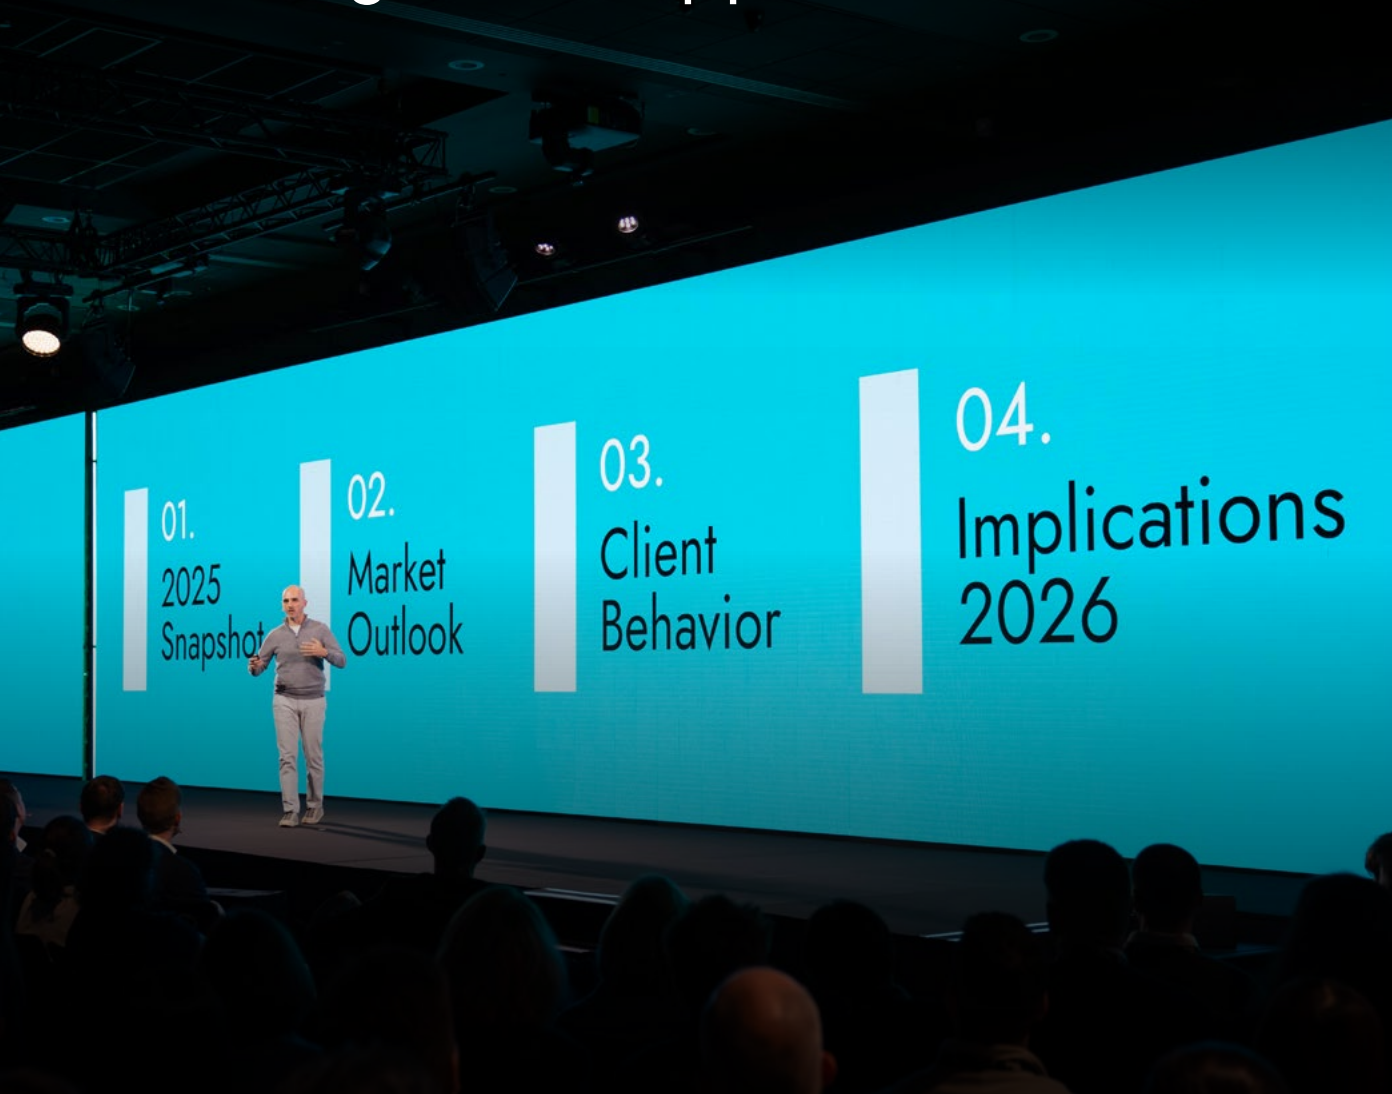 01.
2025
Snapshot
02.
Market
Outlook
03.
Client
Behavior
04.
Implications
2026